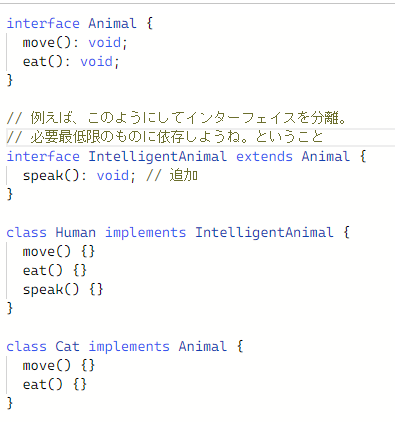 interface Animal {
  move(): void;
  eat(): void;
}
// 例えば、このようにしてインターフェイスを分離。
// 必要最低限のものに依存しようね。ということ
interface IntelligentAnimal extends Animal {
  speak(): void; // 追加
}
class Human implements IntelligentAnimal {
  move() {}
  eat() {}
  speak() {}
}
class Cat implements Animal {
  move() {}
  eat() {}
}